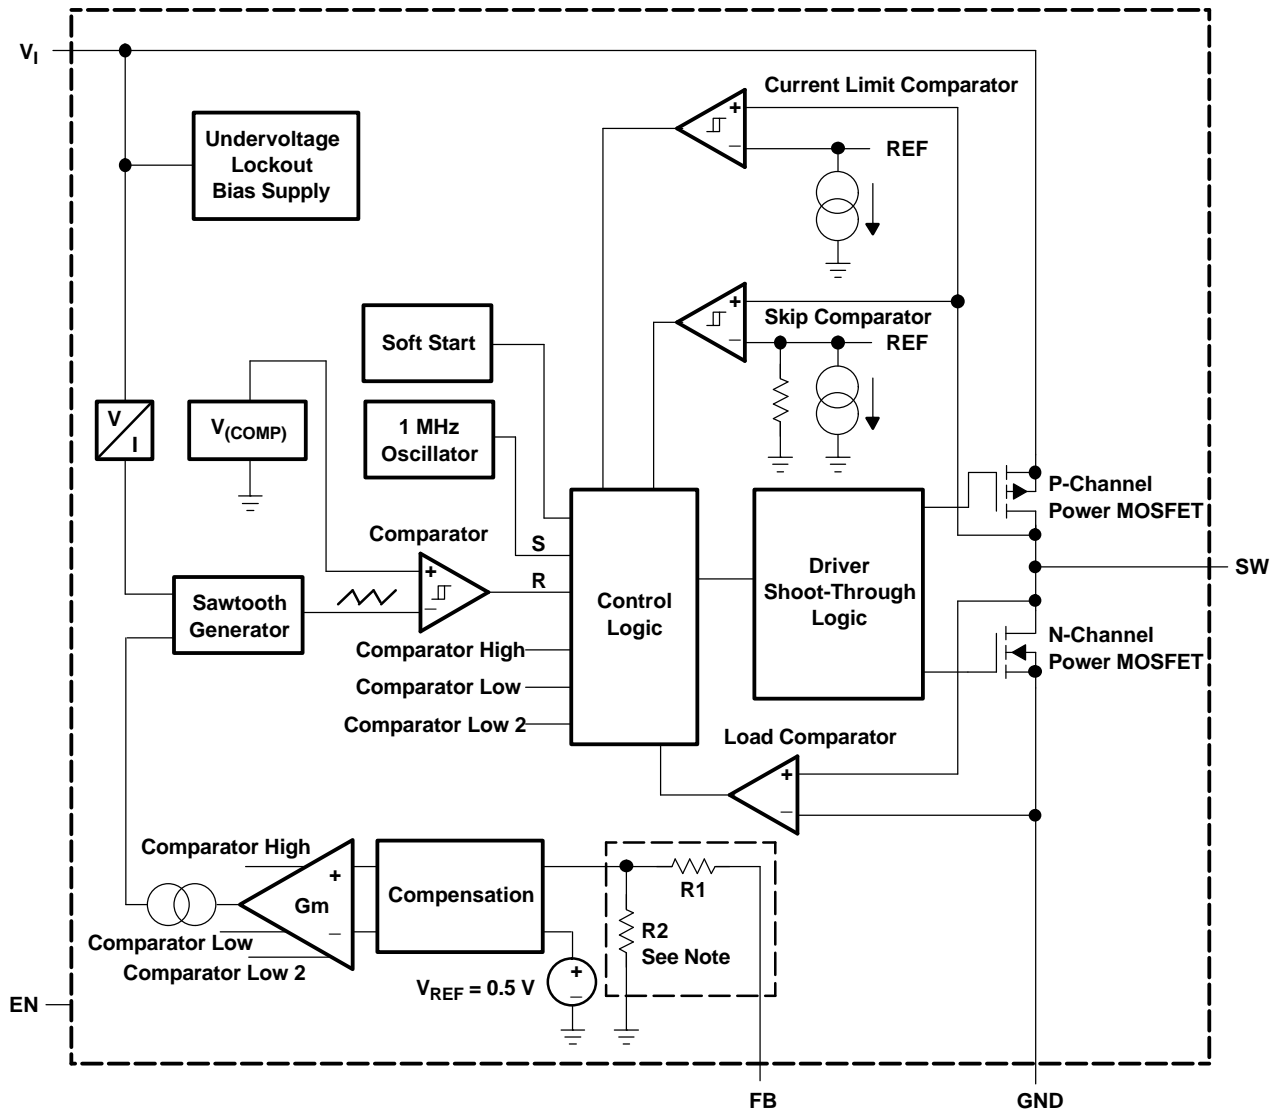 V_I
Current Limit Comparator
+
−
REF
Undervoltage
Lockout
Bias Supply
+
−
Skip Comparator
REF
Soft Start
V
I
V(COMP)
1 MHz
Oscillator
P-Channel
Power MOSFET
Comparator
+
−
S
R
Control
Logic
Driver
Shoot-Through
Logic
SW
Sawtooth
Generator
N-Channel
Power MOSFET
Comparator High
Comparator Low
Comparator Low 2
Load Comparator
+
−
Comparator High
+
Gm
−
Compensation
R1
R2
See Note
Comparator Low
Comparator Low 2
VREF = 0.5 V
+
−
EN
FB
GND